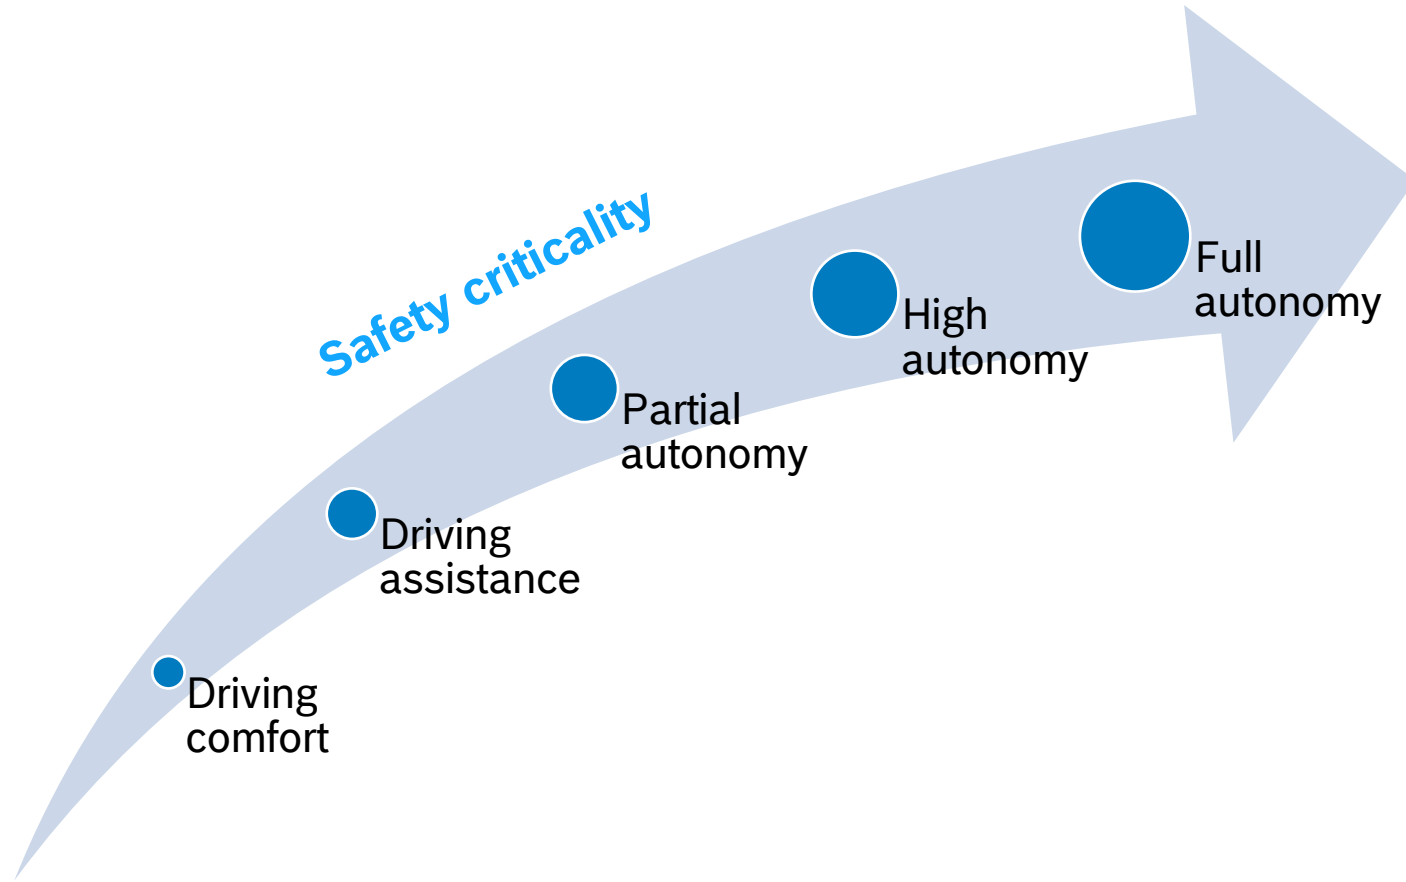 Safety criticality
Full
autonomy
High
autonomy
Partial
autonomy
Driving
assistance
Driving
comfort